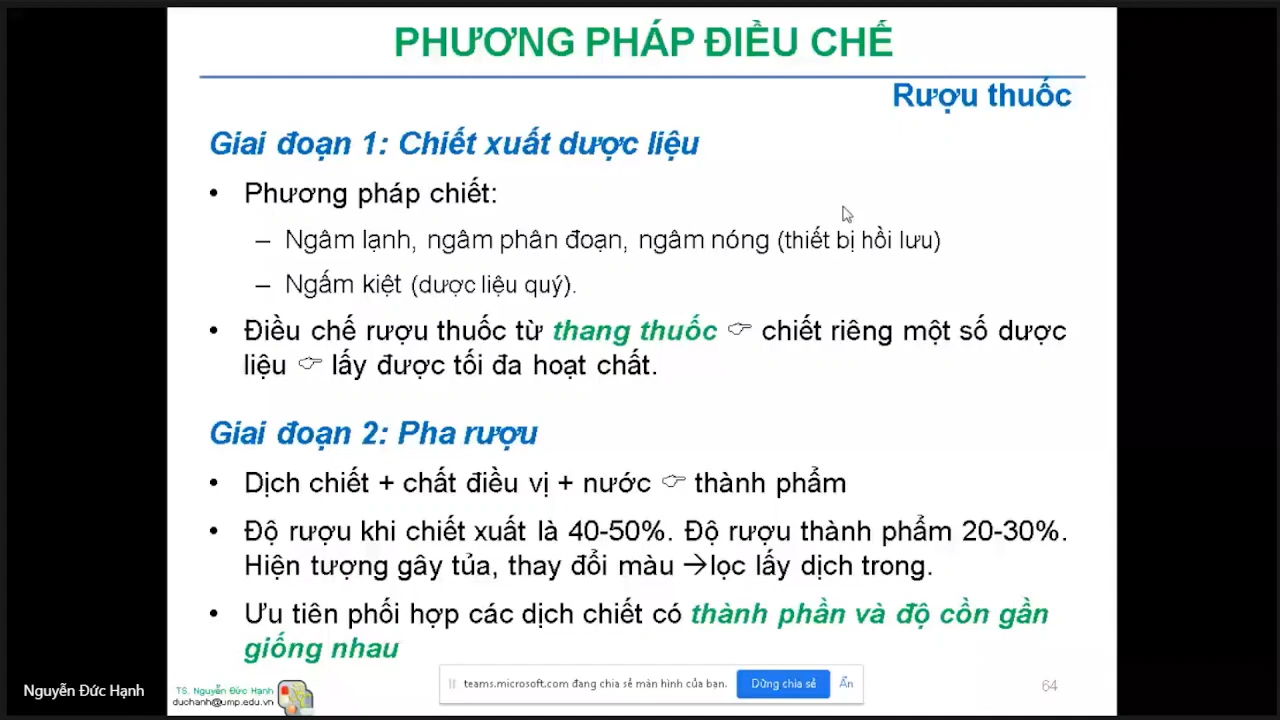 PHƯƠNG PHÁP ĐIỀU CHẾ
Rượu thuốc
Giai đoạn 1: Chiết xuất dược liệu
• Phương pháp chiết:
– Ngâm lạnh, ngâm phân đoạn, ngâm nóng (thiết bị hồi lưu)
– Ngấm kiệt (dược liệu quý).
• Điều chế rượu thuốc từ thang thuốc ☞ chiết riêng một số dược
liệu ☞ lấy được tối đa hoạt chất.
Giai đoạn 2: Pha rượu
• Dịch chiết + chất điều vị + nước ☞ thành phẩm
• Độ rượu khi chiết xuất là 40-50%. Độ rượu thành phẩm 20-30%.
Hiện tượng gây tủa, thay đổi màu →lọc lấy dịch trong.
• Ưu tiên phối hợp các dịch chiết có thành phần và độ cồn gần
giống nhau
teams.microsoft.com đang chia sẻ màn hình của bạn. Dừng chia sẻ Ẩn
64
Nguyễn Đức Hạnh
TS. Nguyễn Đức Hạnh
duchanh@ump.edu.vn